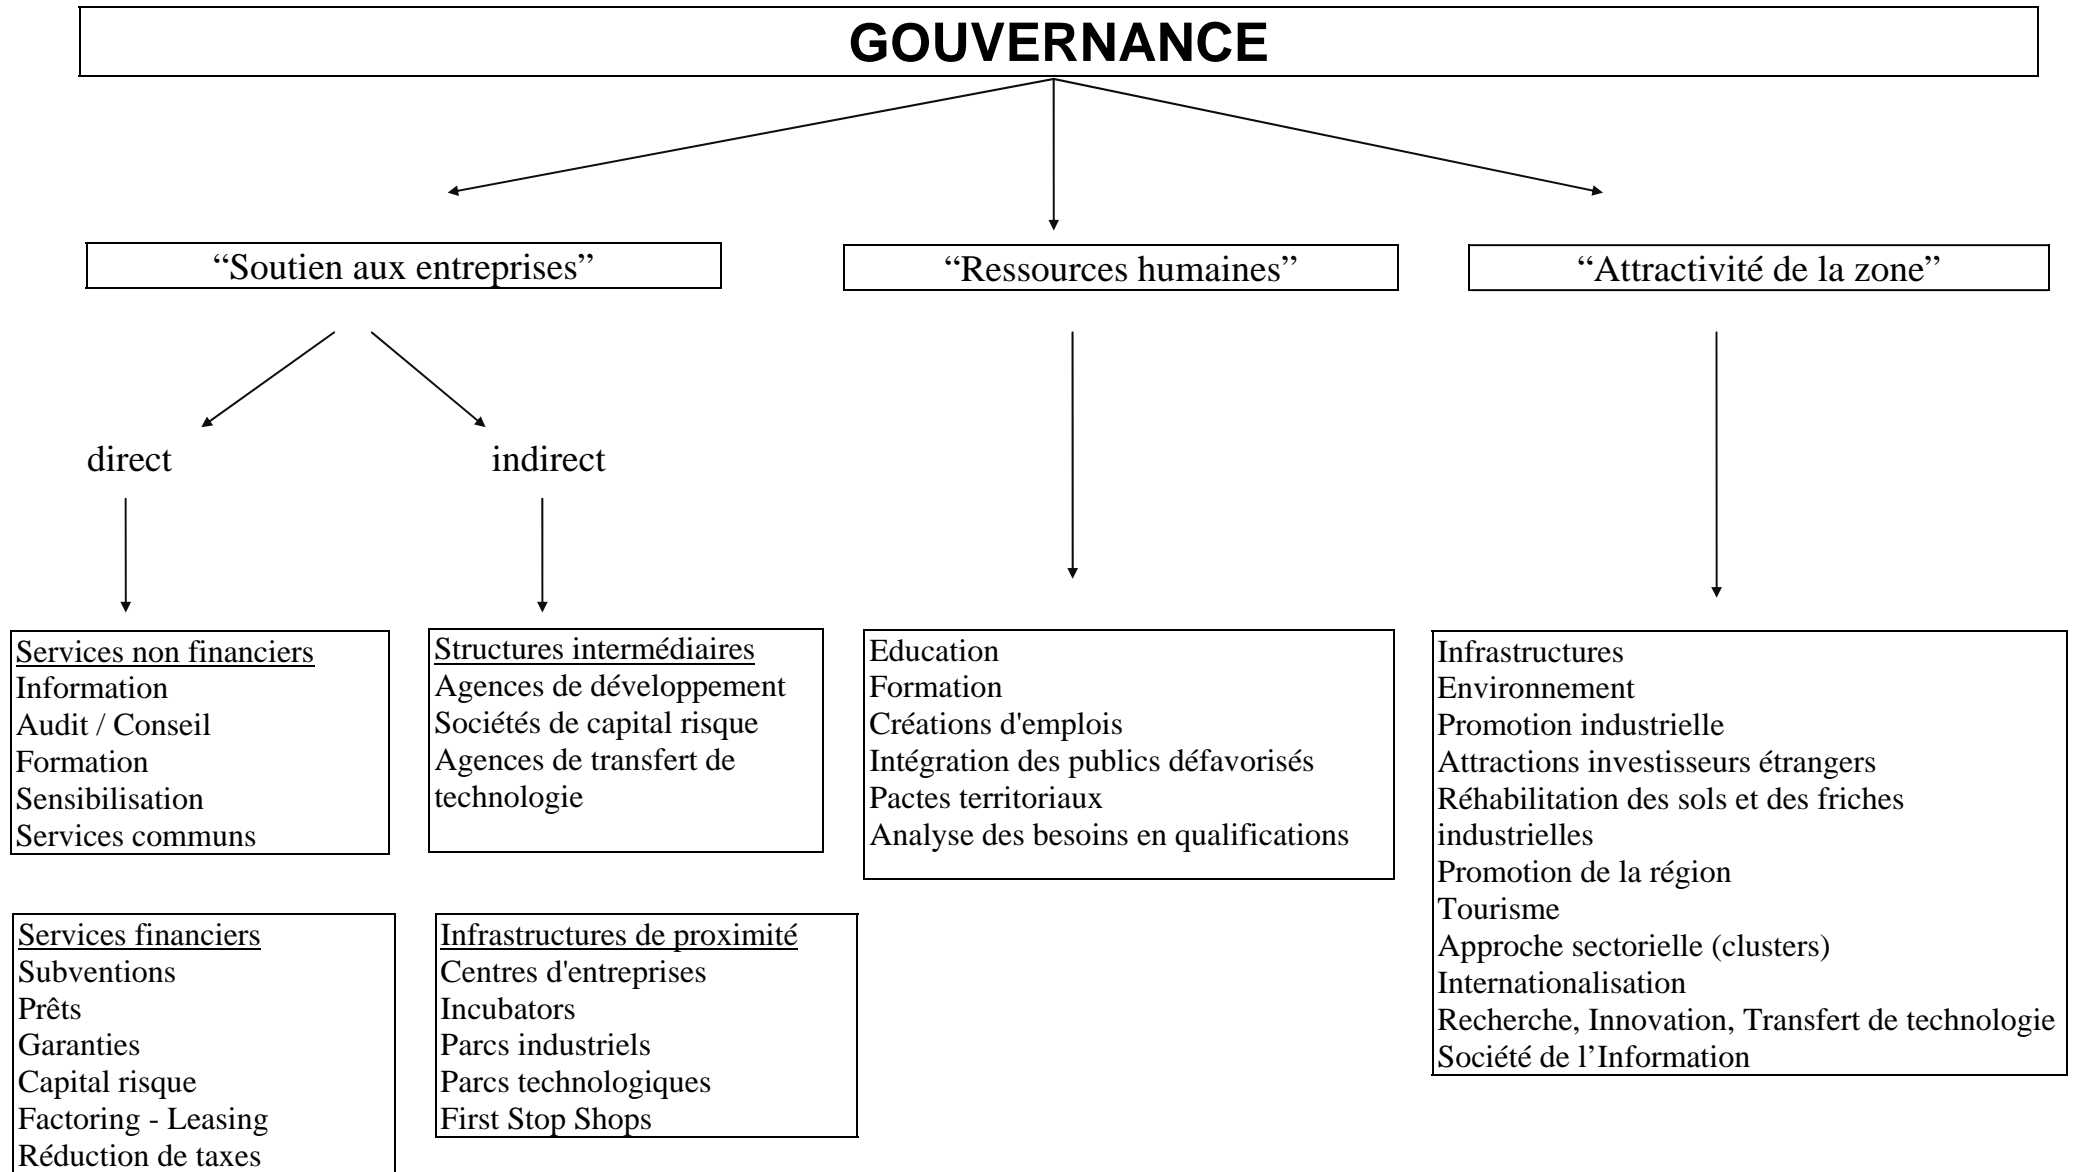 GOUVERNANCE
“Soutien aux entreprises”
“Ressources humaines”
“Attractivité de la zone”
direct
indirect
Services non financiers
Information
Audit / Conseil
Formation
Sensibilisation
Services communs
Structures intermédiaires
Agences de développement
Sociétés de capital risque
Agences de transfert de
technologie
Education
Formation
Créations d'emplois
Intégration des publics défavorisés
Pactes territoriaux
Analyse des besoins en qualifications
Infrastructures
Environnement
Promotion industrielle
Attractions investisseurs étrangers
Réhabilitation des sols et des friches
industrielles
Promotion de la région
Tourisme
Approche sectorielle (clusters)
Internationalisation
Recherche, Innovation, Transfert de technologie
Société de l’Information
Services financiers
Subventions
Prêts
Garanties
Capital risque
Factoring - Leasing
Réduction de taxes
Infrastructures de proximité
Centres d'entreprises
Incubators
Parcs industriels
Parcs technologiques
First Stop Shops